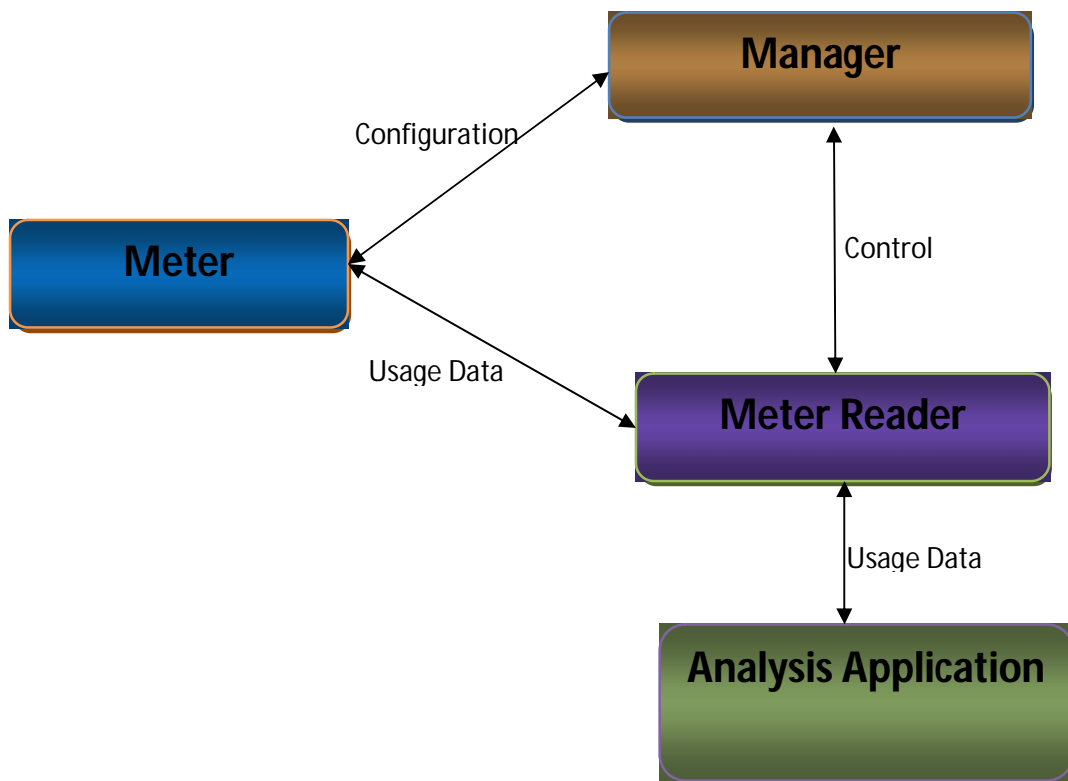 Manager
Configuration
Meter
Control
Usage Data
Meter Reader
Usage Data
Analysis Application